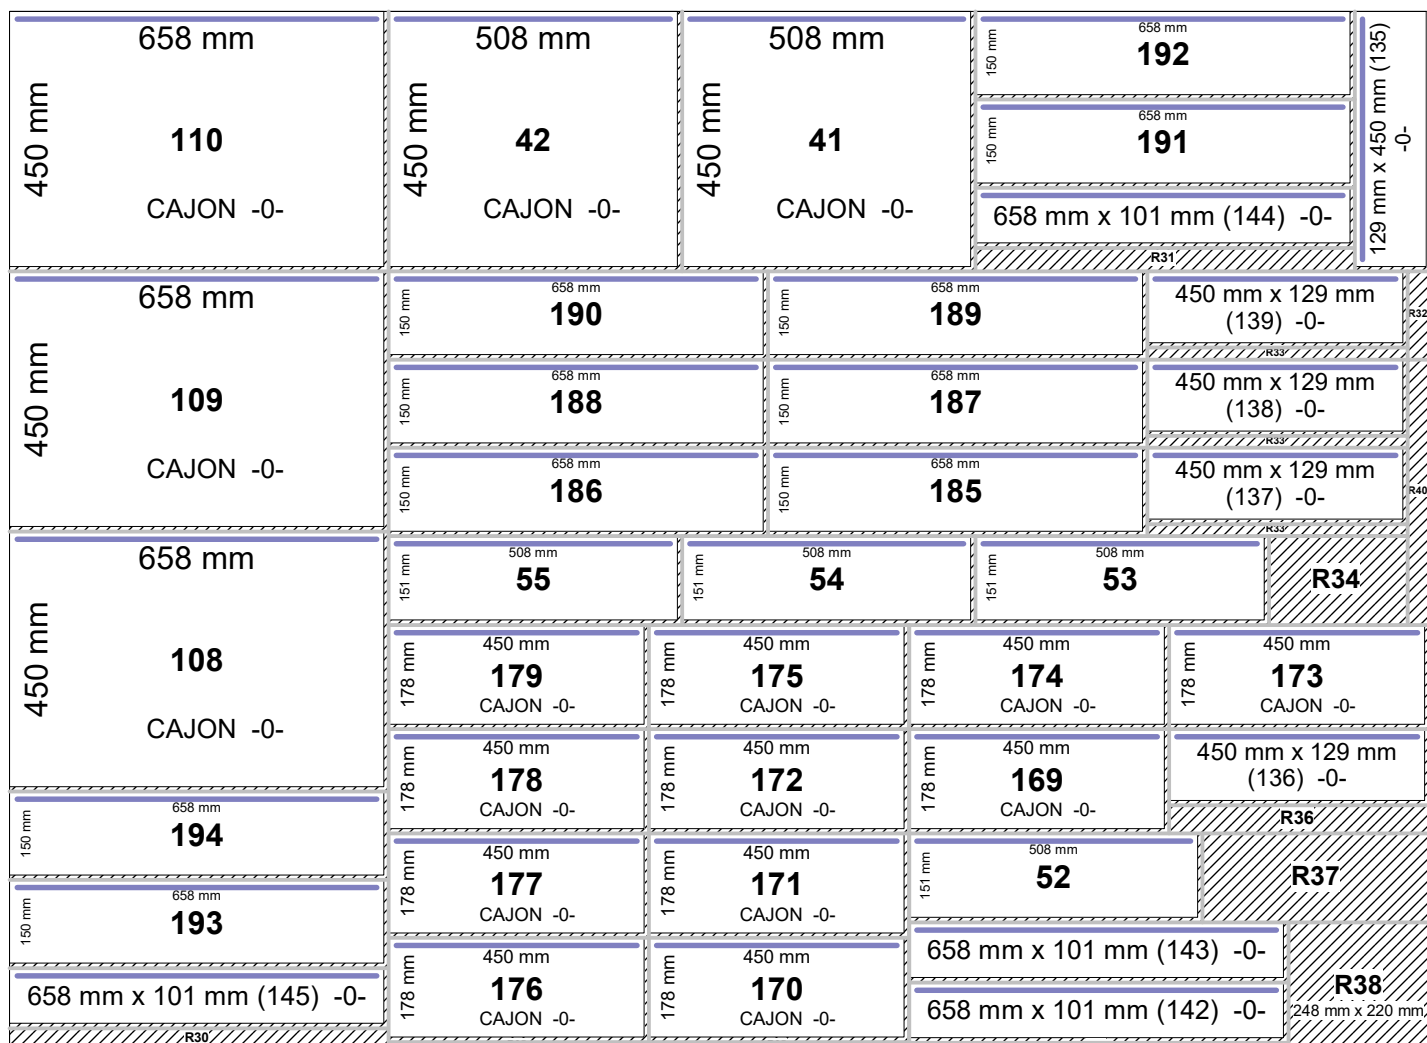 658 mm
450 mm
110
CAJON -0-
508 mm
450 mm
42
CAJON -0-
508 mm
450 mm
41
CAJON -0-
658 mm
150 mm
192
658 mm
150 mm
191
658 mm x 101 mm (144) -0-
R31
129 mm x 450 mm (135)
-0-
658 mm
450 mm
109
CAJON -0-
658 mm
150 mm
190
658 mm
150 mm
189
450 mm x 129 mm
(139) -0-
R32
R33
658 mm
150 mm
188
658 mm
150 mm
187
450 mm x 129 mm
(138) -0-
R33
658 mm
150 mm
186
658 mm
150 mm
185
450 mm x 129 mm
(137) -0-
R40
R33
658 mm
450 mm
108
CAJON -0-
508 mm
151 mm
55
508 mm
151 mm
54
508 mm
151 mm
53
R34
450 mm
178 mm
179
CAJON -0-
450 mm
178 mm
175
CAJON -0-
450 mm
178 mm
174
CAJON -0-
450 mm
178 mm
173
CAJON -0-
450 mm
178 mm
178
CAJON -0-
450 mm
178 mm
172
CAJON -0-
450 mm
178 mm
169
CAJON -0-
450 mm x 129 mm
(136) -0-
R36
658 mm
150 mm
194
450 mm
178 mm
177
CAJON -0-
450 mm
178 mm
171
CAJON -0-
508 mm
151 mm
52
R37
658 mm
150 mm
193
658 mm x 101 mm (145) -0-
R30
450 mm
178 mm
176
CAJON -0-
450 mm
178 mm
170
CAJON -0-
658 mm x 101 mm (143) -0-
658 mm x 101 mm (142) -0-
R38
248 mm x 220 mm